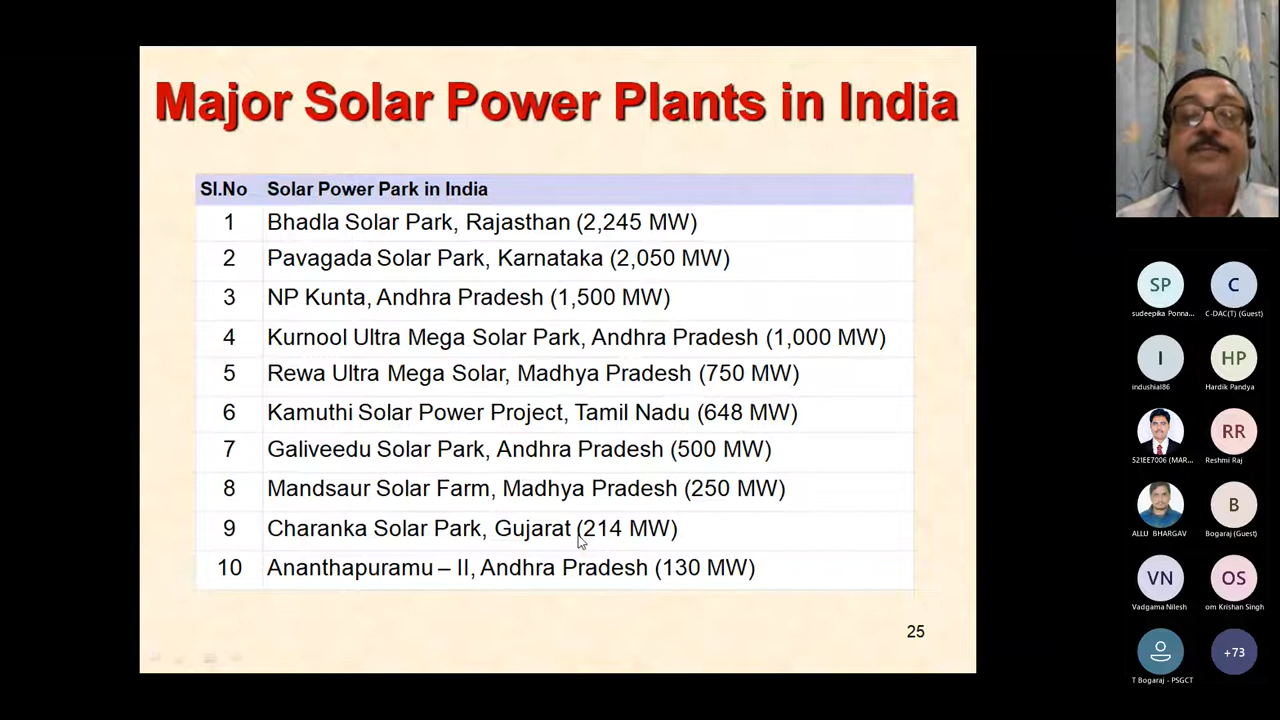 Major Solar Power Plants in India
Sl.No Solar Power Park in India
1 Bhadla Solar Park, Rajasthan (2,245 MW)
2 Pavagada Solar Park, Karnataka (2,050 MW)
3 NP Kunta, Andhra Pradesh (1,500 MW)
4 Kurnool Ultra Mega Solar Park, Andhra Pradesh (1,000 MW)
5 Rewa Ultra Mega Solar, Madhya Pradesh (750 MW)
6 Kamuthi Solar Power Project, Tamil Nadu (648 MW)
7 Galiveedu Solar Park, Andhra Pradesh (500 MW)
8 Mandsaur Solar Farm, Madhya Pradesh (250 MW)
9 Charanka Solar Park, Gujarat (214 MW)
10 Ananthapuramu – II, Andhra Pradesh (130 MW)
25
SP C
sudeepika Ponna... C-DAC(T) (Guest)
I HP
indushial86 Hardik Pandya
RR
S21EE7006 (MAR... Reshmi Raj
B
ALLU BHARGAV Bogaraj (Guest)
VN OS
Vadgama Nilesh om Krishan Singh
+73
T Bogaraj - PSGCT